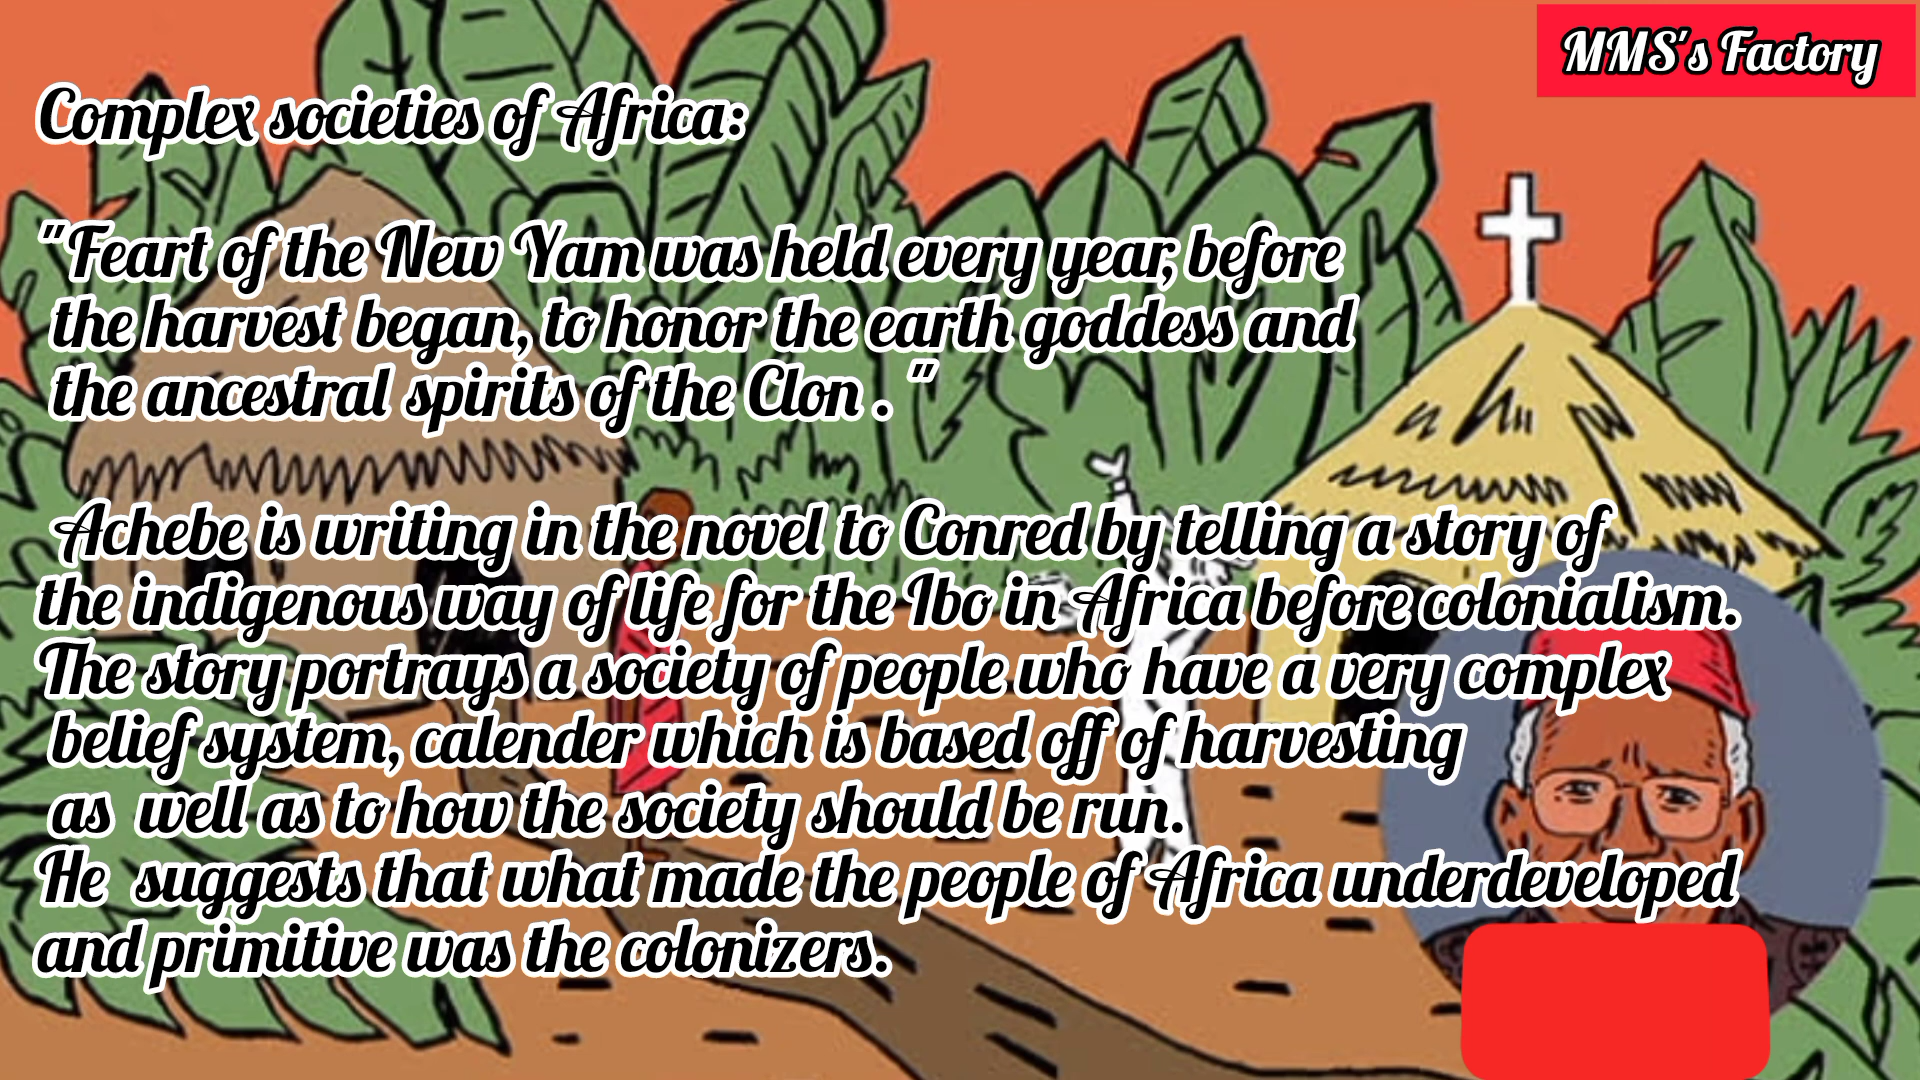 MMS's Factory
Complex societies of Africa:
"Feart of the New Yam was held every year, before
the harvest began, to honor the earth goddess and
the ancestral spirits of the Clon . "
Achebe is writing in the novel to Conred by telling a story of
the indigenous way of life for the Ibo in Africa before colonialism.
The story portrays a society of people who have a very complex
belief system, calender which is based off of harvesting
as well as to how the society should be run.
He suggests that what made the people of Africa underdeveloped
and primitive was the colonizers.